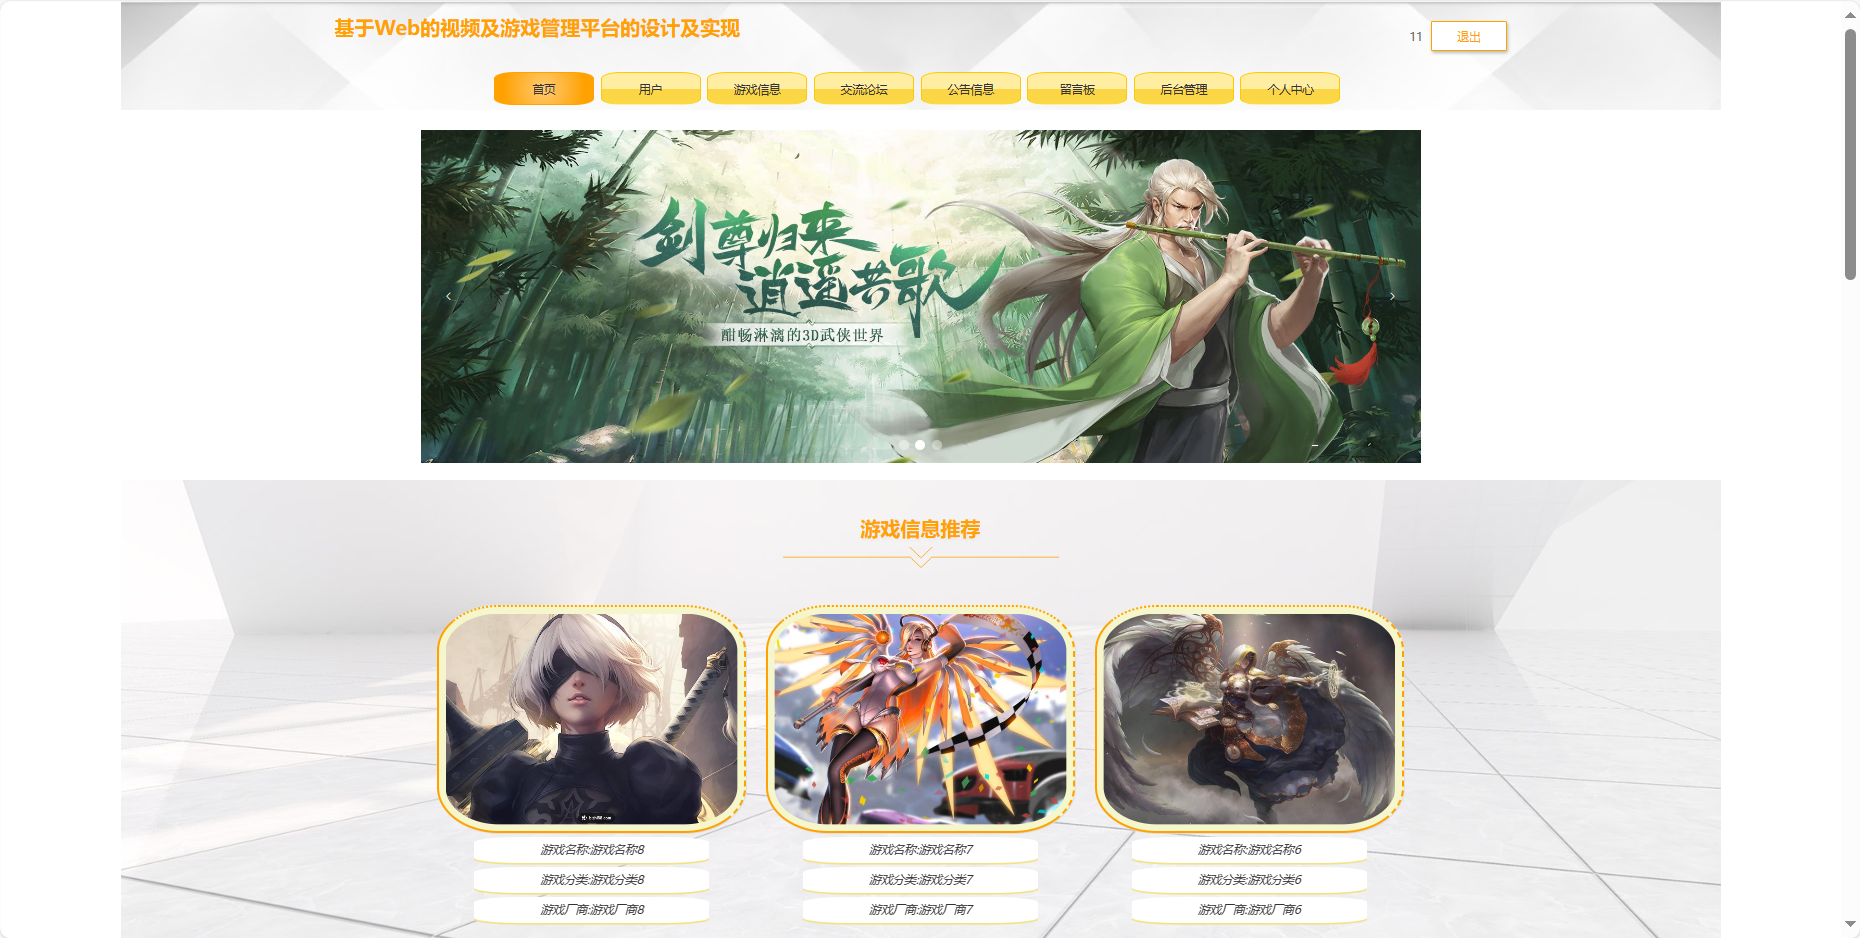 基于Web的视频及游戏管理平台的设计及实现
11
退出
首页
用户
游戏信息
交流论坛
公告信息
留言板
后台管理
个人中心
剑尊归来
逍遥共歌
酣畅淋漓的3D武侠世界
游戏信息推荐
游戏名称:游戏名称8
游戏分类:游戏分类8
游戏厂商:游戏厂商8
游戏名称:游戏名称7
游戏分类:游戏分类7
游戏厂商:游戏厂商7
游戏名称:游戏名称6
游戏分类:游戏分类6
游戏厂商:游戏厂商6